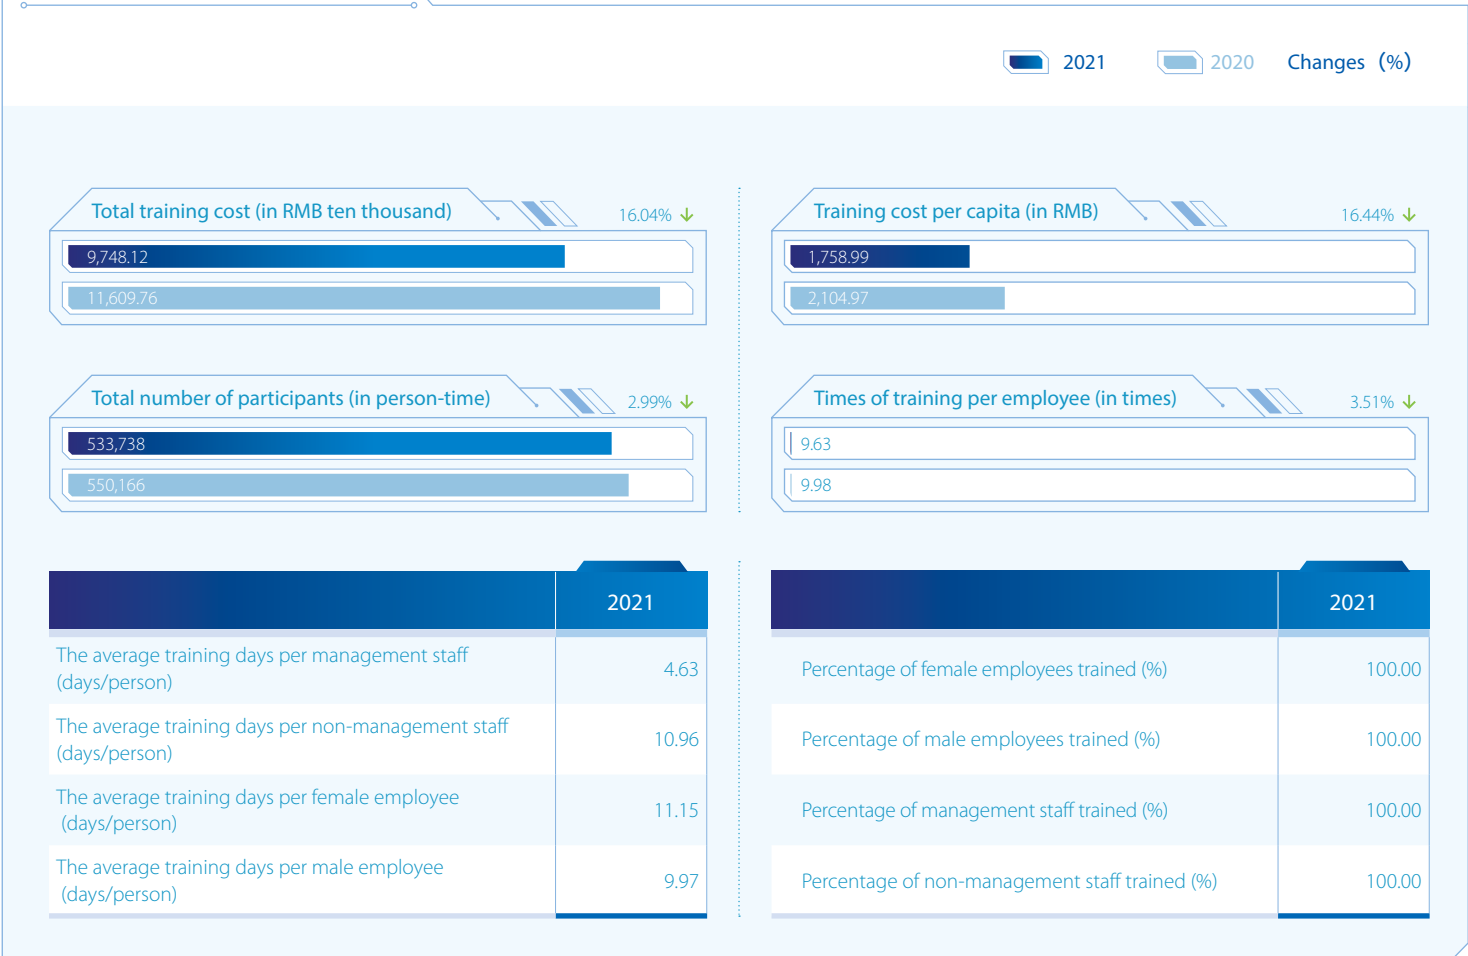 2021 2020 Changes (%)
Total training cost (in RMB ten thousand) 16.04%
9,748.12
11,609.76
Training cost per capita (in RMB) 16.44%
1,758.99
2,104.97
Total number of participants (in person-time) 2.99%
533,738
550,166
Times of training per employee (in times) 3.51%
9.63
9.98
2021
The average training days per management staff
(days/person) 4.63
The average training days per non-management staff
(days/person) 10.96
The average training days per female employee
(days/person) 11.15
The average training days per male employee
(days/person) 9.97
2021
Percentage of female employees trained (%) 100.00
Percentage of male employees trained (%) 100.00
Percentage of management staff trained (%) 100.00
Percentage of non-management staff trained (%) 100.00